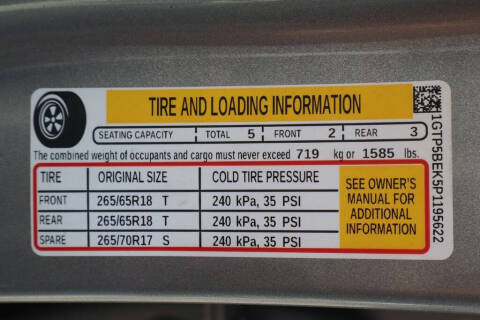 TIRE AND LOADING INFORMATION
SEATING CAPACITY TOTAL 5 FRONT 2 REAR 3
The combined weight of occupants and cargo must never exceed 719 kg or 1585 lbs.
TIRE ORIGINAL SIZE COLD TIRE PRESSURE
FRONT 265/65R18 T 240 kPa, 35 PSI
REAR 265/65R18 T 240 kPa, 35 PSI
SPARE 265/70R17 S 240 kPa, 35 PSI
SEE OWNER'S
MANUAL FOR
ADDITIONAL
INFORMATION
1GTP5BEK5P1195622